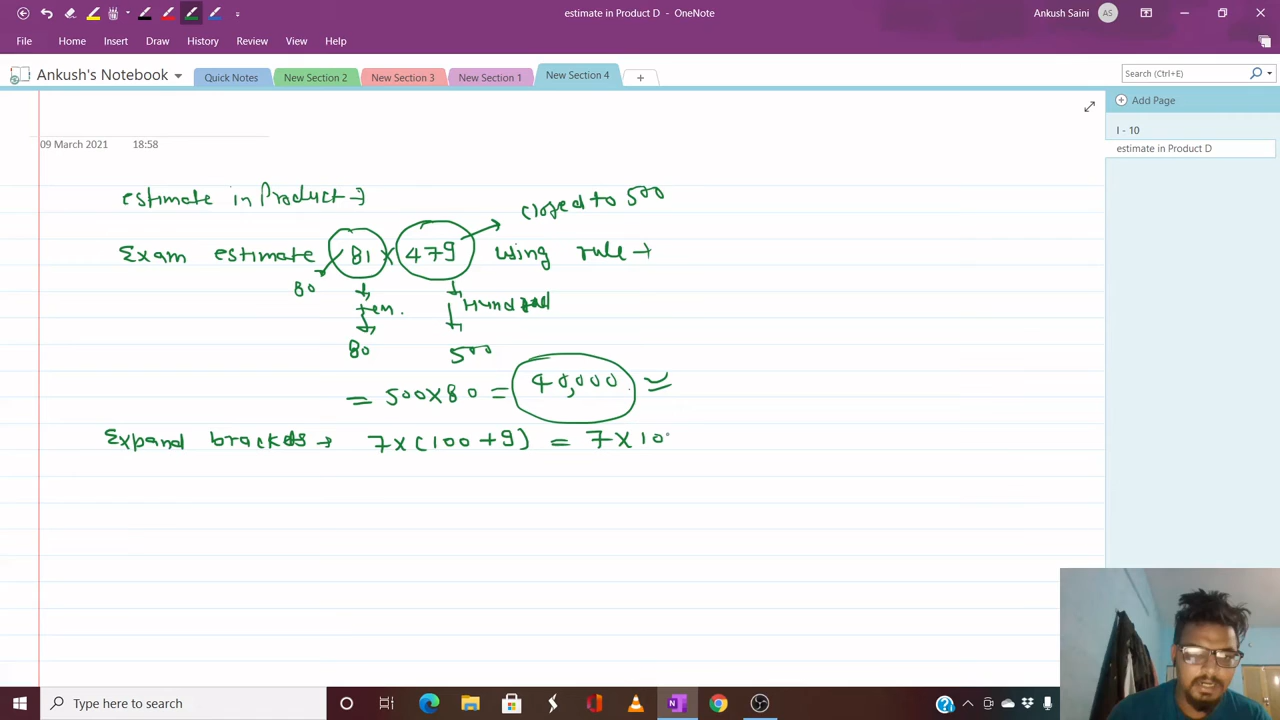 estimate in Product D - OneNote
Ankush Saini AS
File Home Insert Draw History Review View Help
Ankush's Notebook Quick Notes New Section 2 New Section 3 New Section 1 New Section 4 +
Search (Ctrl+E)
Add Page
I - 10
estimate in Product D
09 March 2021 18:58
estimate in Product →
closed to 500
Exam estimate 81 × 479 using rule →
80
ten. Hundred
80 500
= 500×80 = 40,000
Expand brackets → 7×(100+9) = 7×10
Type here to search